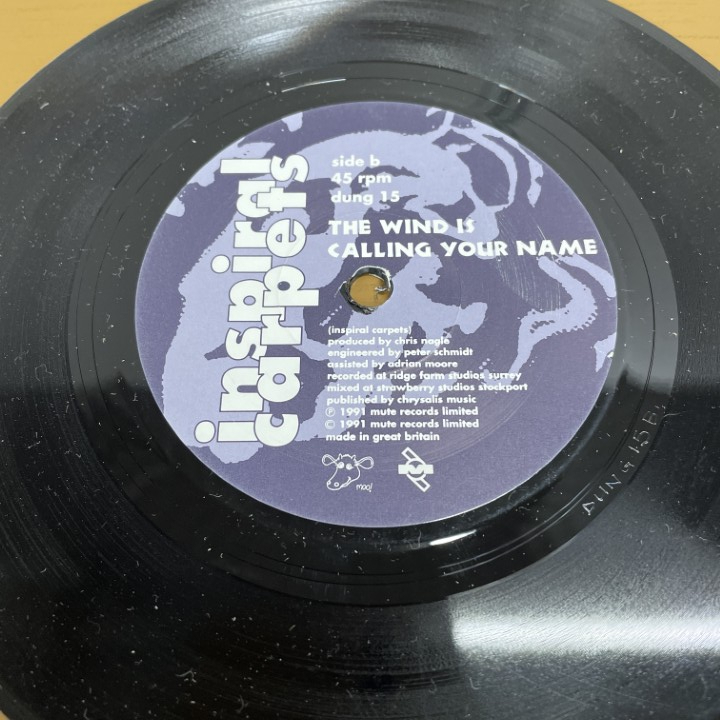 inspiral
carpets
side b
45 rpm
dung 15
THE WIND IS
CALLING YOUR NAME
(inspiral carpets)
produced by chris nagle
engineered by peter schmidt
assisted by adrian moore
recorded at ridge farm studios surrey
mixed at strawberry studios stockport
published by chrysalis music
℗ 1991 mute records limited
© 1991 mute records limited
made in great britain
moo!
DUNG 15 B